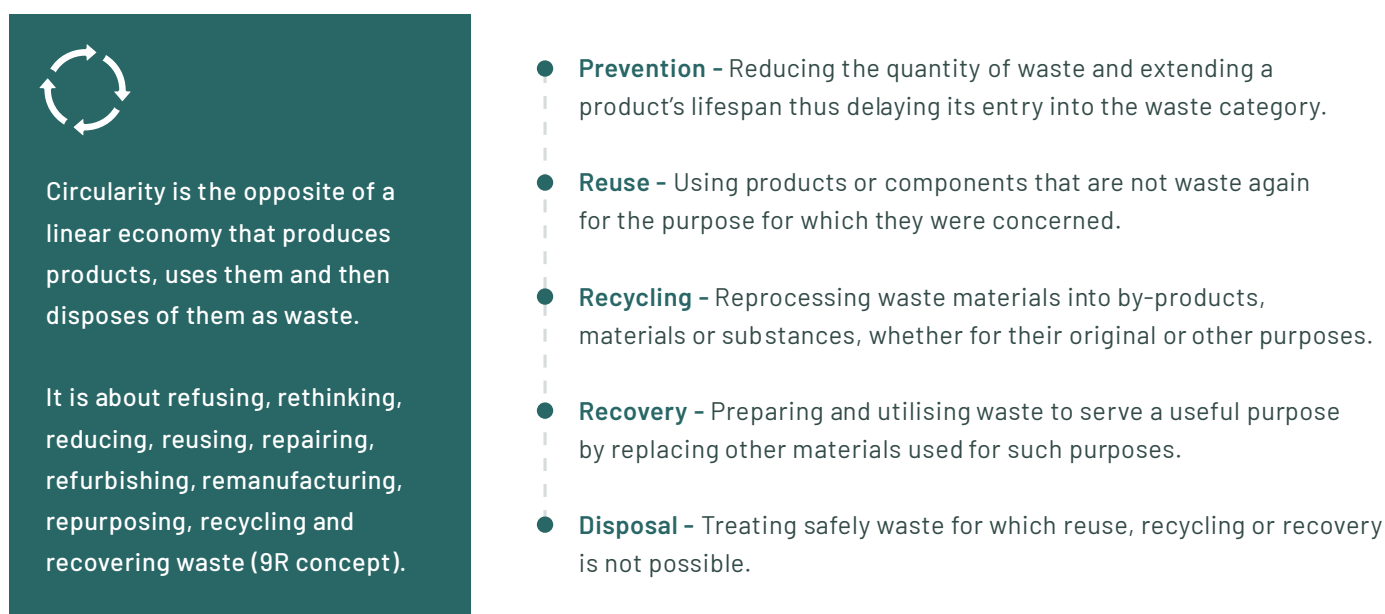 Circularity is the opposite of a
linear economy that produces
products, uses them and then
disposes of them as waste.
It is about refusing, rethinking,
reducing, reusing, repairing,
refurbishing, remanufacturing,
repurposing, recycling and
recovering waste (9R concept).
Prevention - Reducing the quantity of waste and extending a
product's lifespan thus delaying its entry into the waste category.
Reuse - Using products or components that are not waste again
for the purpose for which they were concerned.
Recycling - Reprocessing waste materials into by-products,
materials or substances, whether for their original or other purposes.
Recovery - Preparing and utilising waste to serve a useful purpose
by replacing other materials used for such purposes.
Disposal - Treating safely waste for which reuse, recycling or recovery
is not possible.